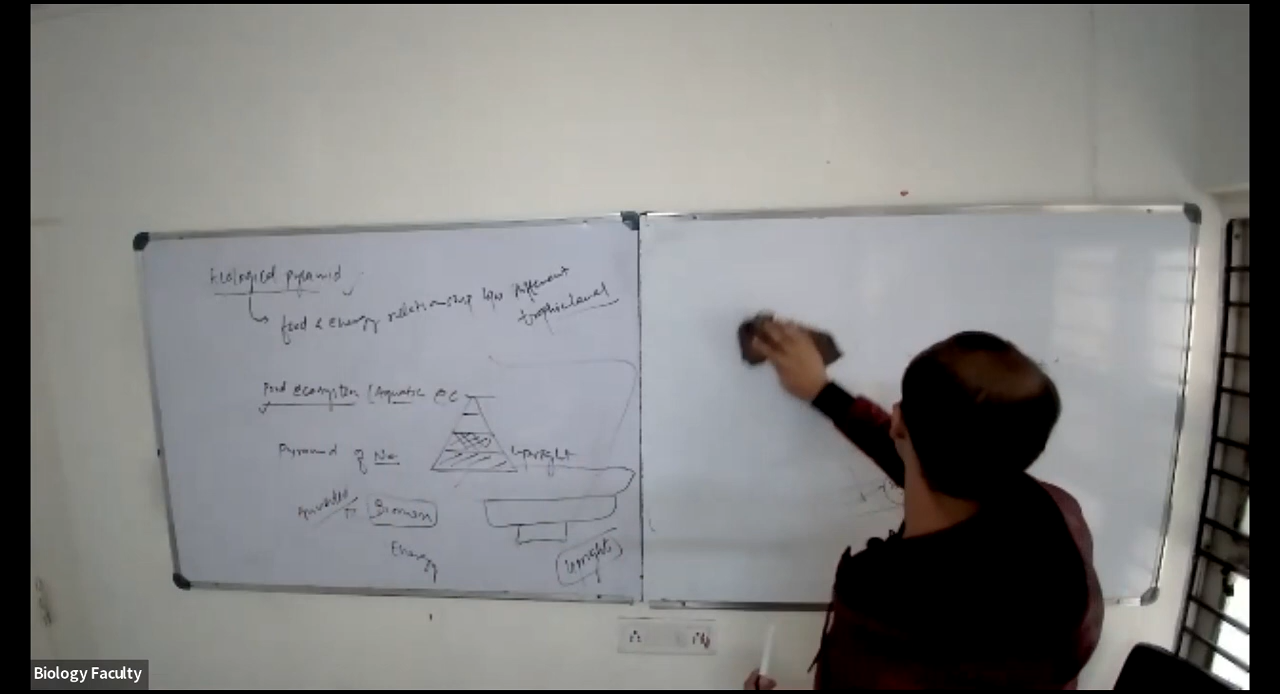 Ecological pyramid
food & Energy relationship b/w different
trophic level
Pond ecosystem (Aquatic ec
Pyramid of No
Upright
Biomass
Energy
Upright
Biology Faculty